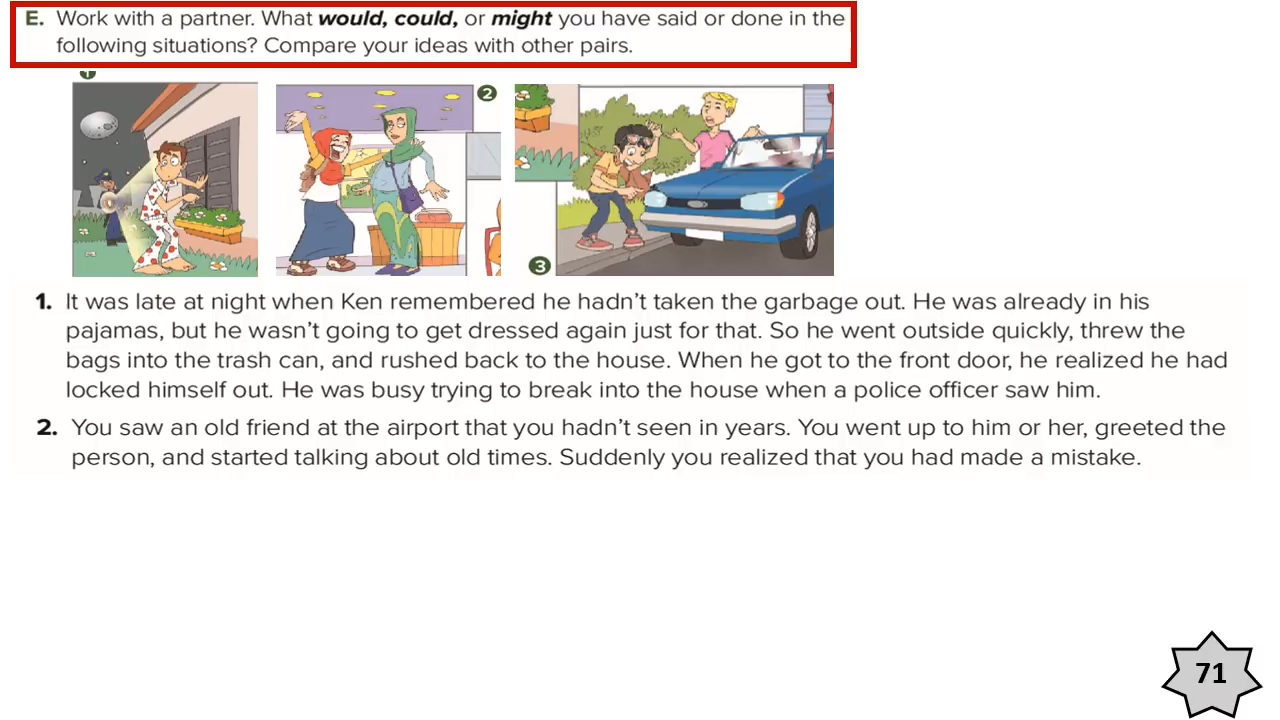 E. Work with a partner. What would, could, or might you have said or done in the
following situations? Compare your ideas with other pairs.
1
2
3
1. It was late at night when Ken remembered he hadn't taken the garbage out. He was already in his
pajamas, but he wasn't going to get dressed again just for that. So he went outside quickly, threw the
bags into the trash can, and rushed back to the house. When he got to the front door, he realized he had
locked himself out. He was busy trying to break into the house when a police officer saw him.
2. You saw an old friend at the airport that you hadn't seen in years. You went up to him or her, greeted the
person, and started talking about old times. Suddenly you realized that you had made a mistake.
71